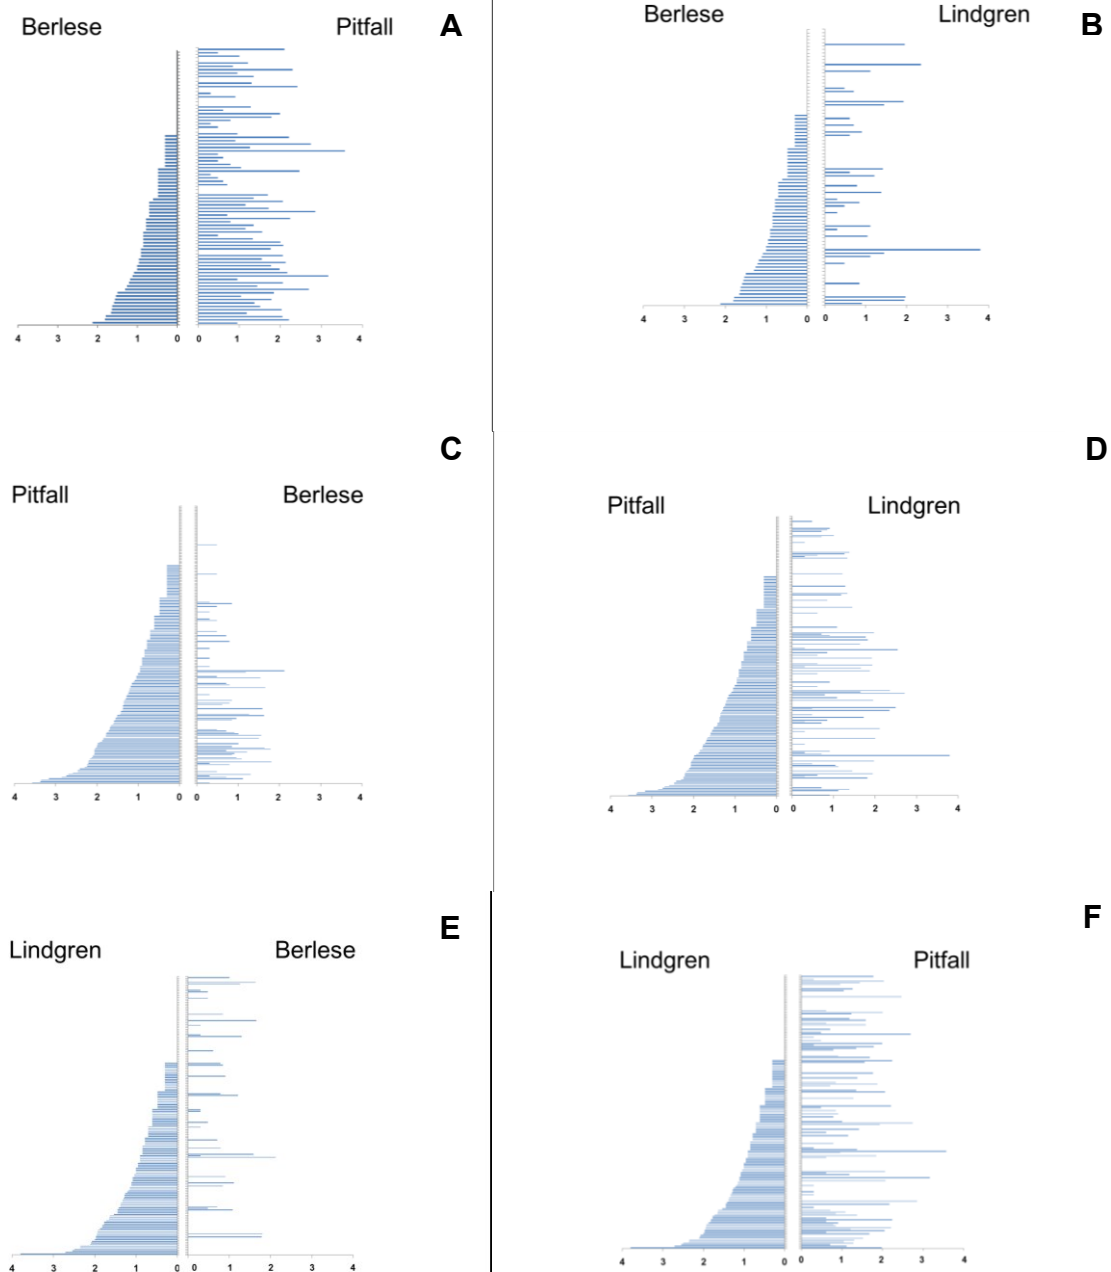 Berlese Pitfall A
4 3 2 1 0 0 1 2 3 4
Berlese Lindgren B
4 3 2 1 0 0 1 2 3 4
C
Pitfall Berlese
4 3 2 1 0 0 1 2 3 4
D
Pitfall Lindgren
4 3 2 1 0 0 1 2 3 4
E
Lindgren Berlese
4 3 2 1 0 0 1 2 3 4
F
Lindgren Pitfall
4 3 2 1 0 0 1 2 3 4